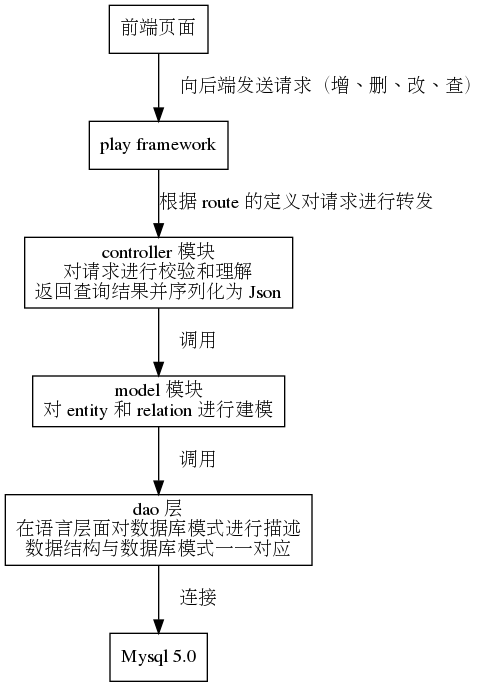 前端页面
向后端发送请求（增、删、改、查）
play framework
根据 route 的定义对请求进行转发
controller 模块
对请求进行校验和理解
返回查询结果并序列化为 Json
调用
model 模块
对 entity 和 relation 进行建模
调用
dao 层
在语言层面对数据库模式进行描述
数据结构与数据库模式一一对应
连接
Mysql 5.0